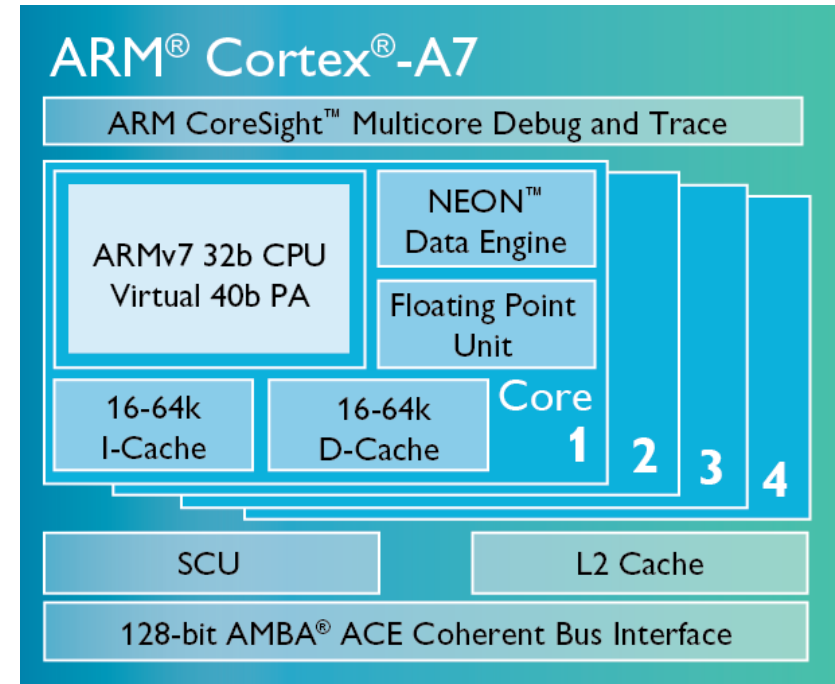 ARM® Cortex®-A7
ARM CoreSight™ Multicore Debug and Trace
ARMv7 32b CPU
Virtual 40b PA
NEON™
Data Engine
Floating Point
Unit
16-64k
I-Cache
16-64k
D-Cache
Core
1
2
3
4
SCU
L2 Cache
128-bit AMBA® ACE Coherent Bus Interface